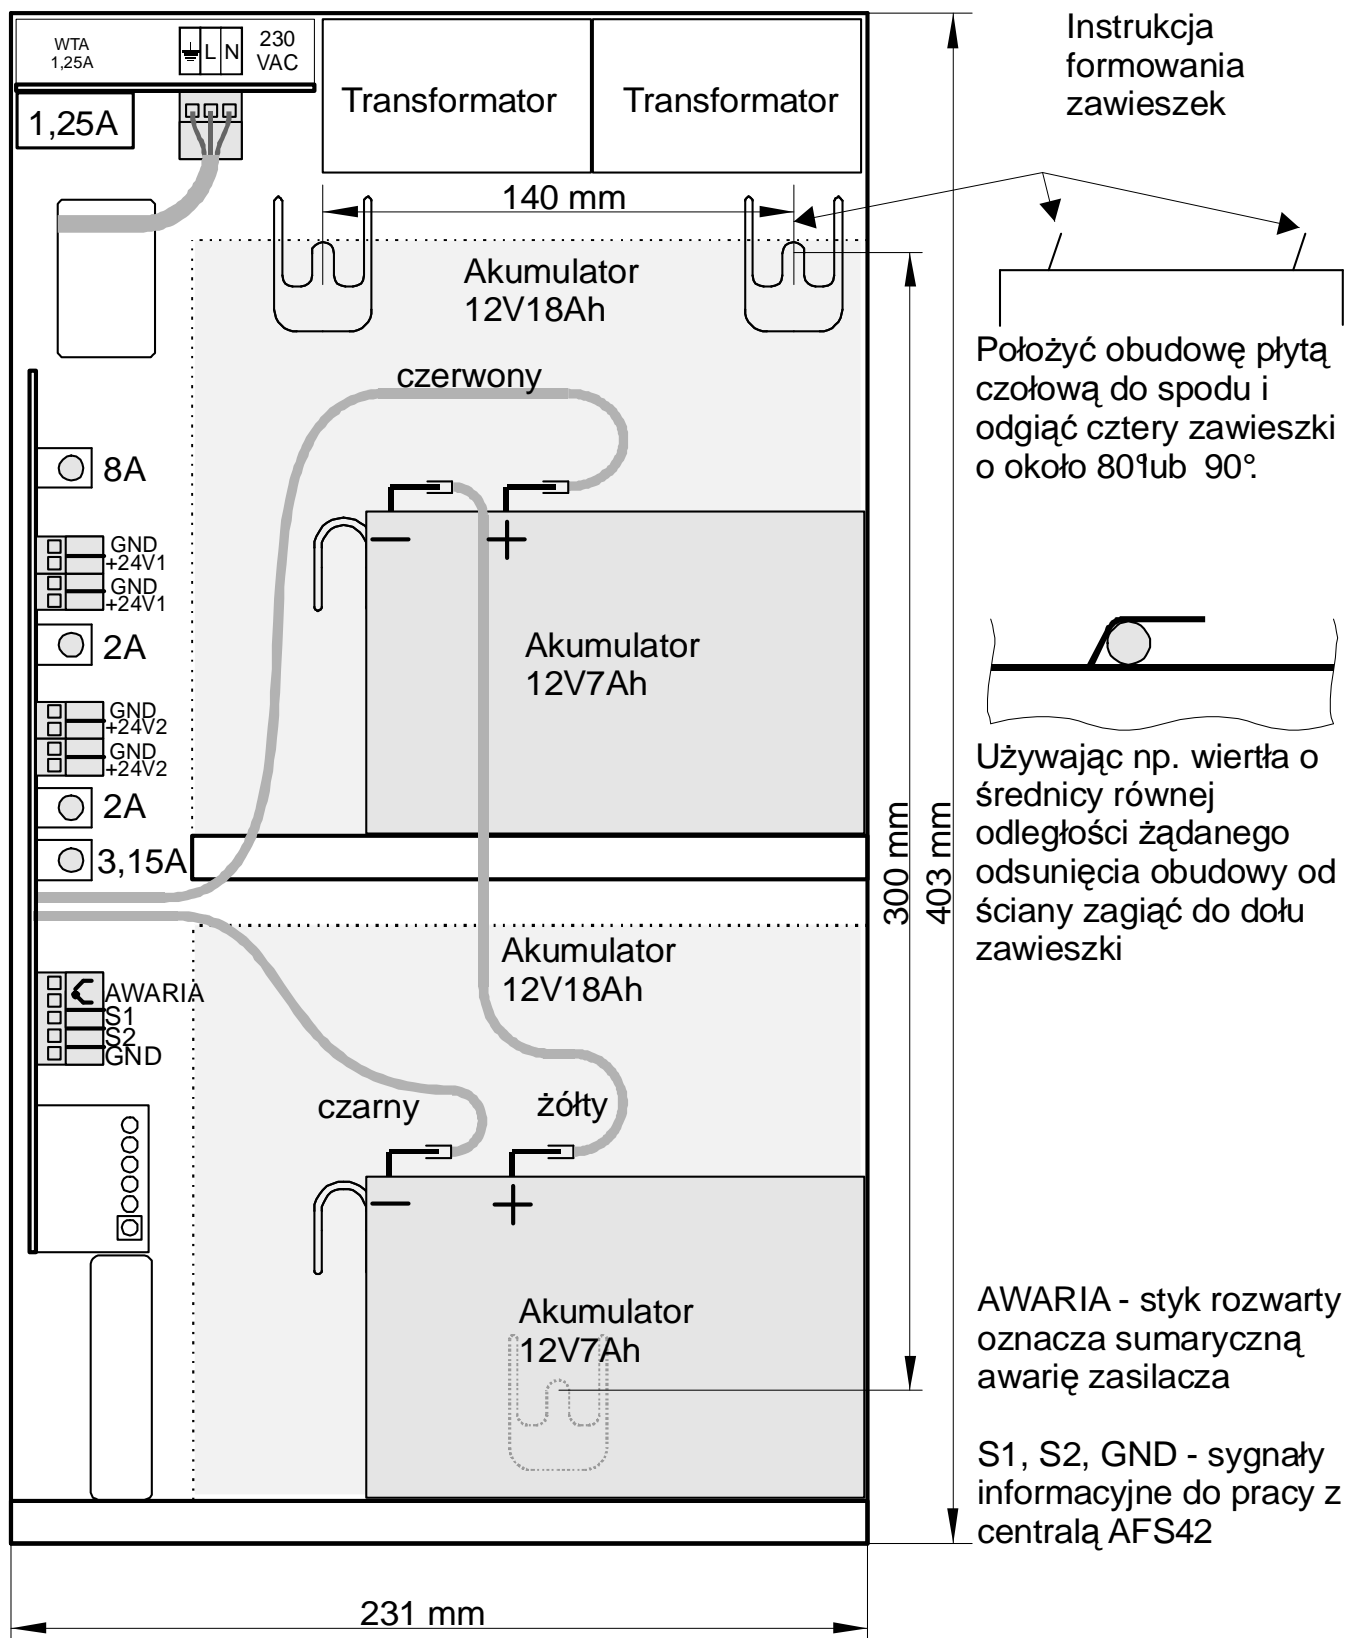 WTA
1,25A
L N
230
VAC
1,25A
Transformator
Transformator
Instrukcja
formowania
zawieszek
140 mm
Akumulator
12V18Ah
czerwony
Położyć obudowę płytą
czołową do spodu i
odgiąć cztery zawieszki
o około 80°lub 90°.
8A
GND
+24V1
GND
+24V1
2A
GND
+24V2
GND
+24V2
2A
3,15A
Akumulator
12V7Ah
300 mm
403 mm
Używając np. wiertła o
średnicy równej
odległości żądanego
odsunięcia obudowy od
ściany zagiąć do dołu
zawieszki
Akumulator
12V18Ah
AWARIA
S1
S2
GND
czarny
żółty
Akumulator
12V7Ah
AWARIA - styk rozwarty
oznacza sumaryczną
awarię zasilacza
S1, S2, GND - sygnały
informacyjne do pracy z
centralą AFS42
231 mm